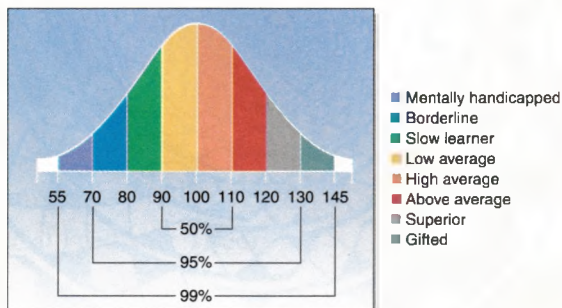 55 70 80 90 100 110 120 130 145
50%
95%
99%
Mentally handicapped
Borderline
Slow learner
Low average
High average
Above average
Superior
Gifted